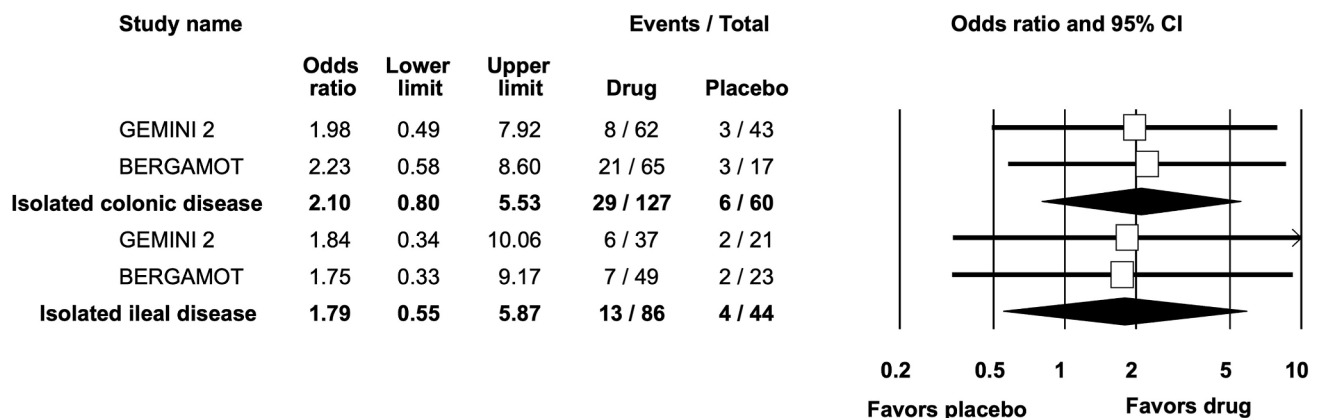 Study name Events / Total Odds ratio and 95% CI
Odds ratio Lower limit Upper limit Drug Placebo
GEMINI 2 1.98 0.49 7.92 8 / 62 3 / 43
BERGAMOT 2.23 0.58 8.60 21 / 65 3 / 17
Isolated colonic disease 2.10 0.80 5.53 29 / 127 6 / 60
GEMINI 2 1.84 0.34 10.06 6 / 37 2 / 21
BERGAMOT 1.75 0.33 9.17 7 / 49 2 / 23
Isolated ileal disease 1.79 0.55 5.87 13 / 86 4 / 44
0.2 0.5 1 2 5 10
Favors placebo Favors drug